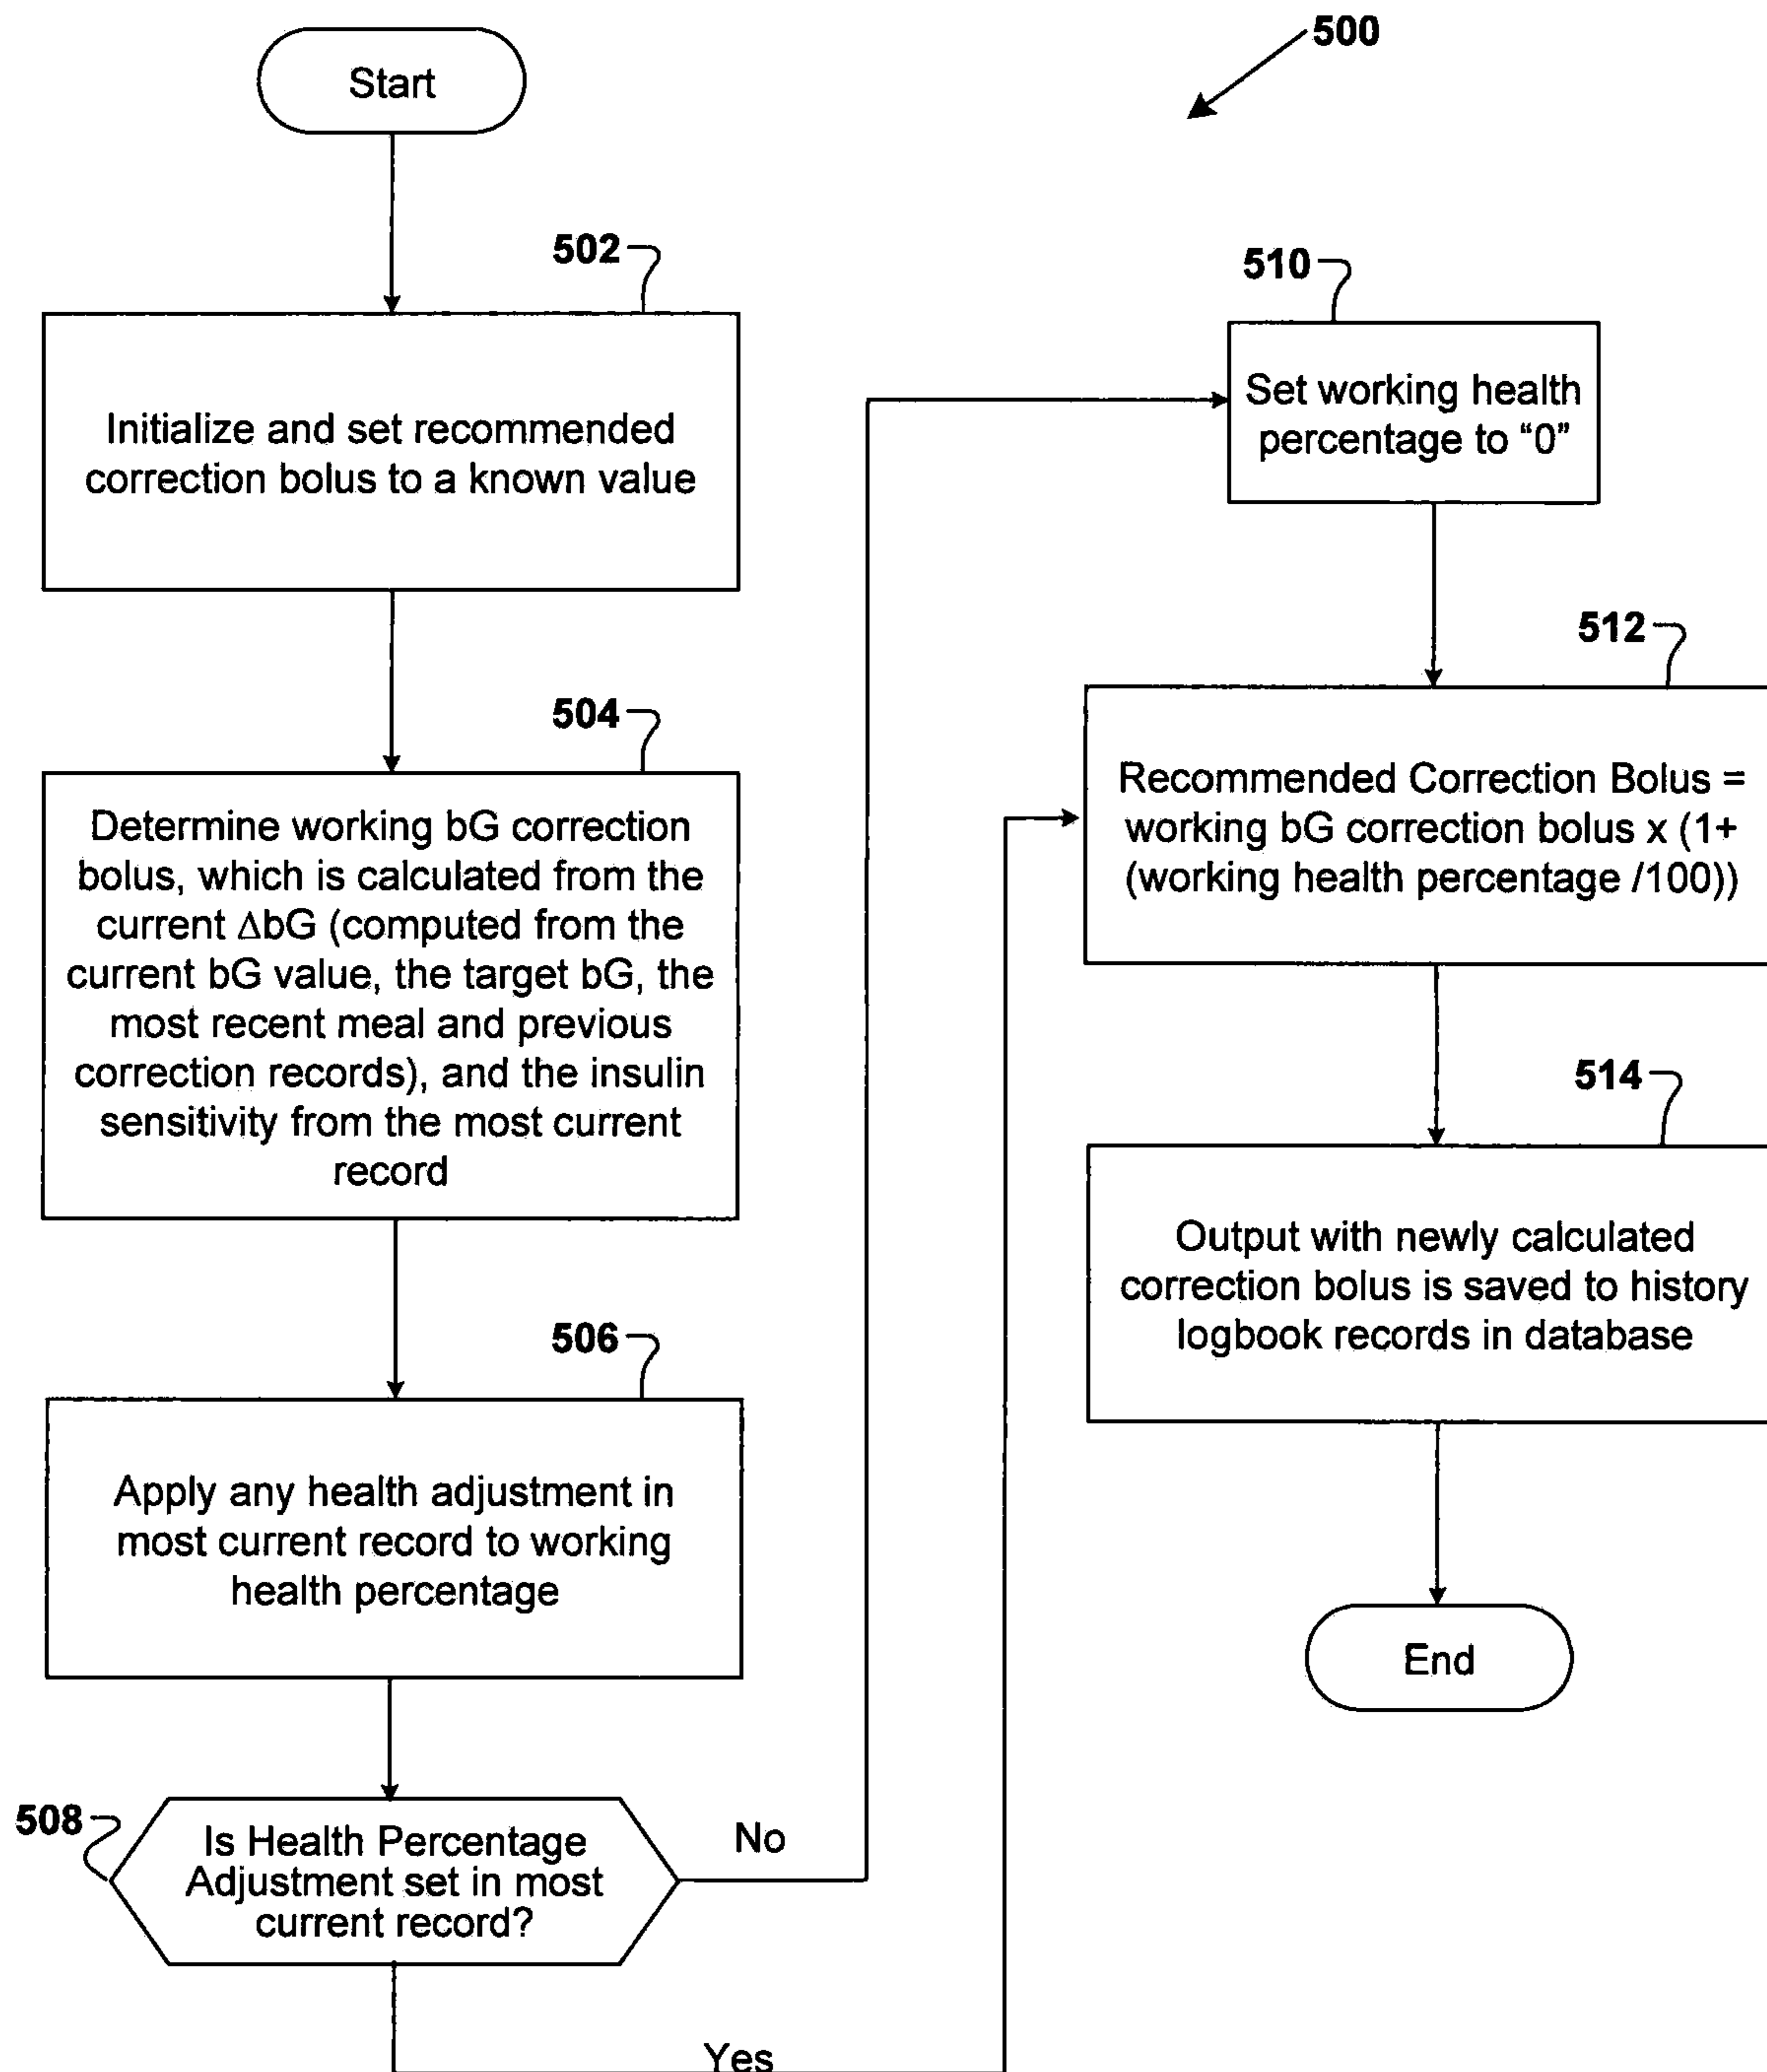 500
Start
502
Initialize and set recommended
correction bolus to a known value
504
Determine working bG correction
bolus, which is calculated from the
current ΔbG (computed from the
current bG value, the target bG, the
most recent meal and previous
correction records), and the insulin
sensitivity from the most current
record
506
Apply any health adjustment in
most current record to working
health percentage
508
Is Health Percentage
Adjustment set in most
current record?
No
Yes
510
Set working health
percentage to “0”
512
Recommended Correction Bolus =
working bG correction bolus x (1+
(working health percentage /100))
514
Output with newly calculated
correction bolus is saved to history
logbook records in database
End